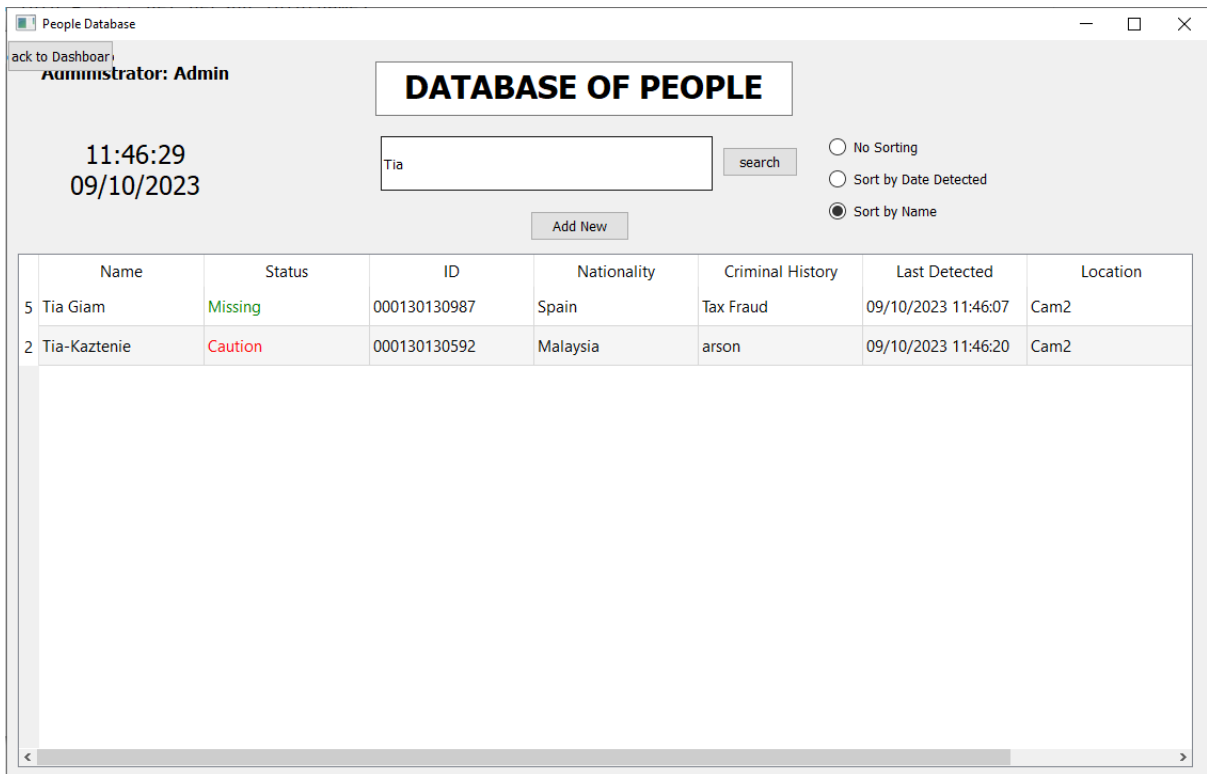 People Database
ack to Dashboar
Administrator: Admin
DATABASE OF PEOPLE
11:46:29
09/10/2023
Tia
search
No Sorting
Sort by Date Detected
Sort by Name
Add New
Name Status ID Nationality Criminal History Last Detected Location
5 Tia Giam Missing 000130130987 Spain Tax Fraud 09/10/2023 11:46:07 Cam2
2 Tia-Kaztenie Caution 000130130592 Malaysia arson 09/10/2023 11:46:20 Cam2